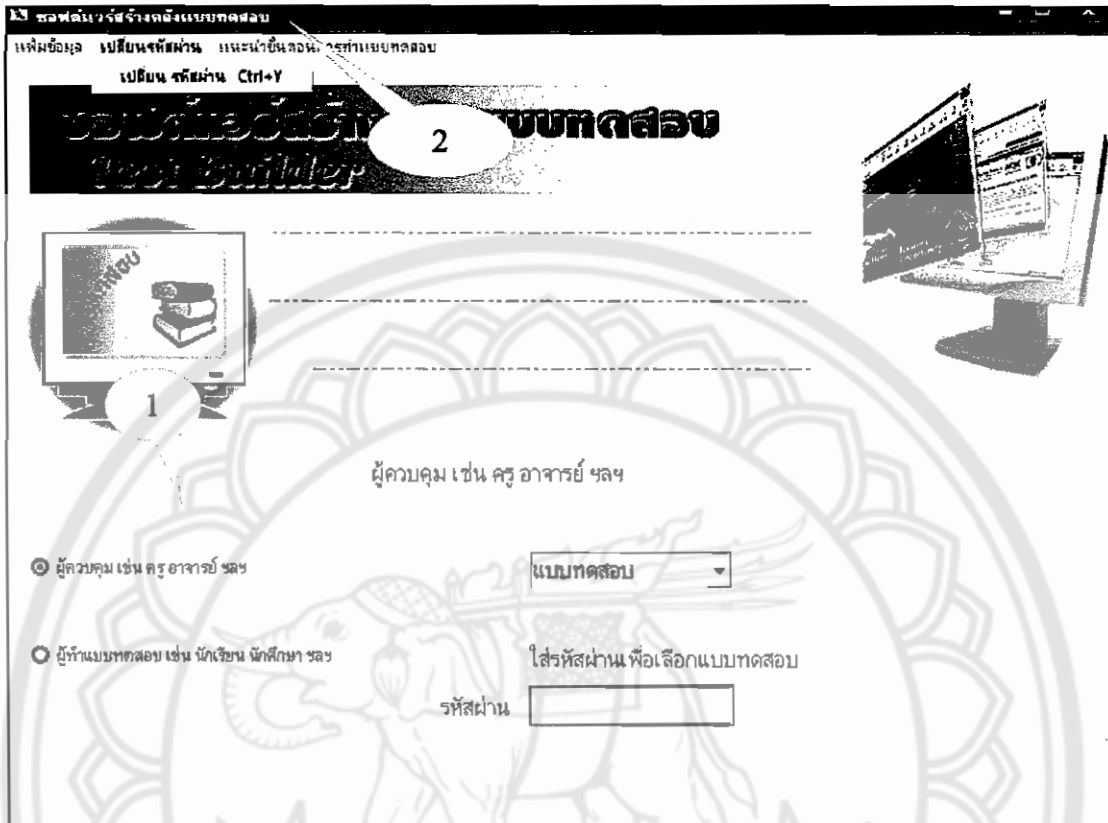 ซอฟต์แวร์สร้างคลังแบบทดสอบ
แฟ้มข้อมูล เปลี่ยนรหัสผ่าน แนะนำขั้นตอนการทำแบบทดสอบ
เปลี่ยน รหัสผ่าน Ctrl+Y
ซอฟต์แวร์สร้า แบบทดสอบ
2
Test Builder
1
ผู้ควบคุม เช่น ครู อาจารย์ ฯลฯ
ผู้ควบคุม เช่น ครู อาจารย์ ฯลฯ
แบบทดสอบ
ผู้ทำแบบทดสอบ เช่น นักเรียน นักศึกษา ฯลฯ
ใส่รหัสผ่านเพื่อเลือกแบบทดสอบ
รหัสผ่าน